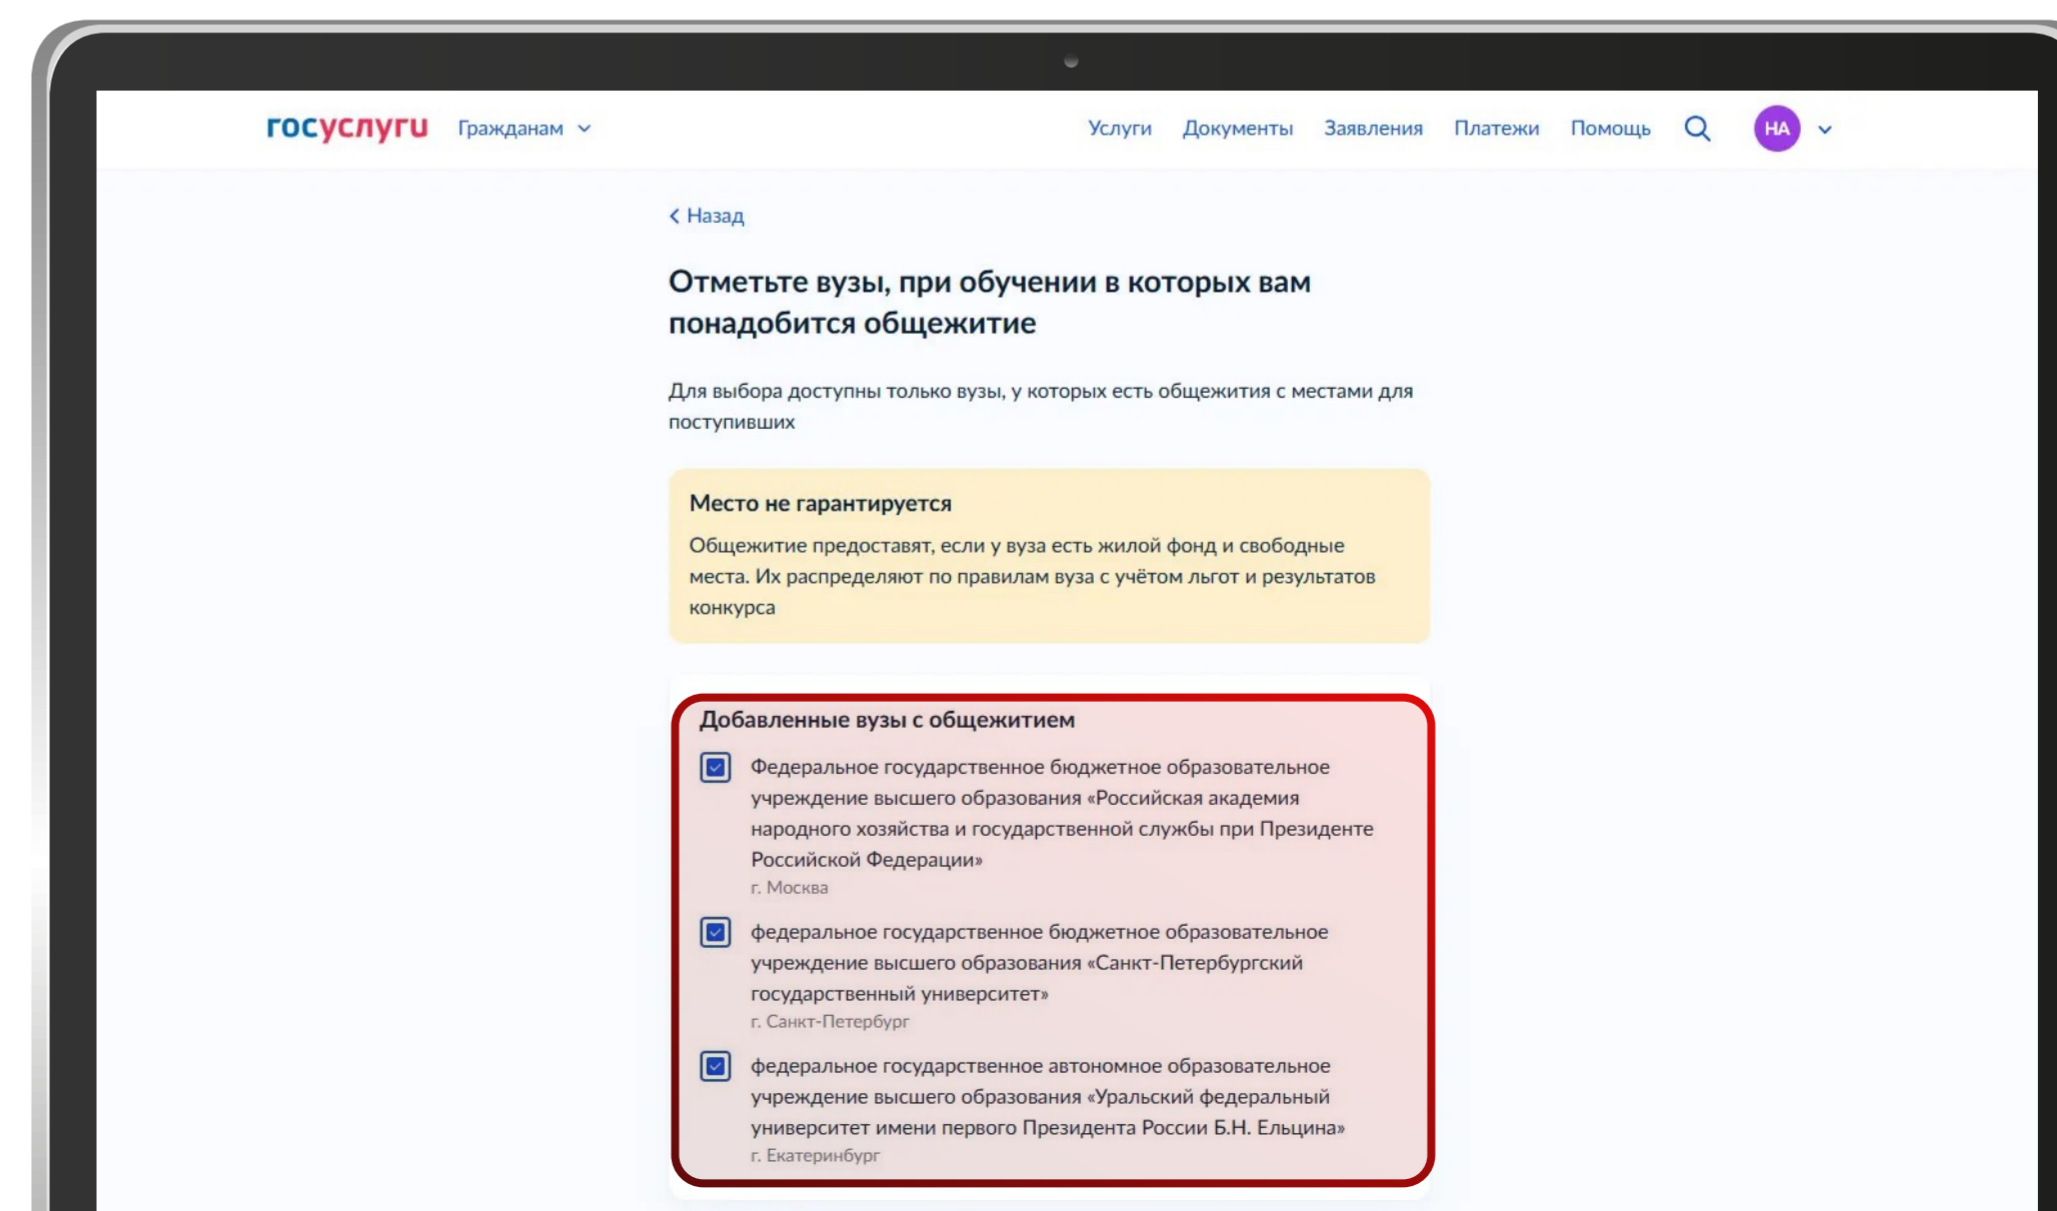 госуслуги Гражданам Услуги Документы Заявления Платежи Помощь НА
Назад
Отметьте вузы, при обучении в которых вам
понадобится общежитие
Для выбора доступны только вузы, у которых есть общежития с местами для
поступивших
Место не гарантируется
Общежитие предоставят, если у вуза есть жилой фонд и свободные
места. Их распределяют по правилам вуза с учётом льгот и результатов
конкурса
Добавленные вузы с общежитием
Федеральное государственное бюджетное образовательное
учреждение высшего образования «Российская академия
народного хозяйства и государственной службы при Президенте
Российской Федерации»
г. Москва
федеральное государственное бюджетное образовательное
учреждение высшего образования «Санкт-Петербургский
государственный университет»
г. Санкт-Петербург
федеральное государственное автономное образовательное
учреждение высшего образования «Уральский федеральный
университет имени первого Президента России Б.Н. Ельцина»
г. Екатеринбург